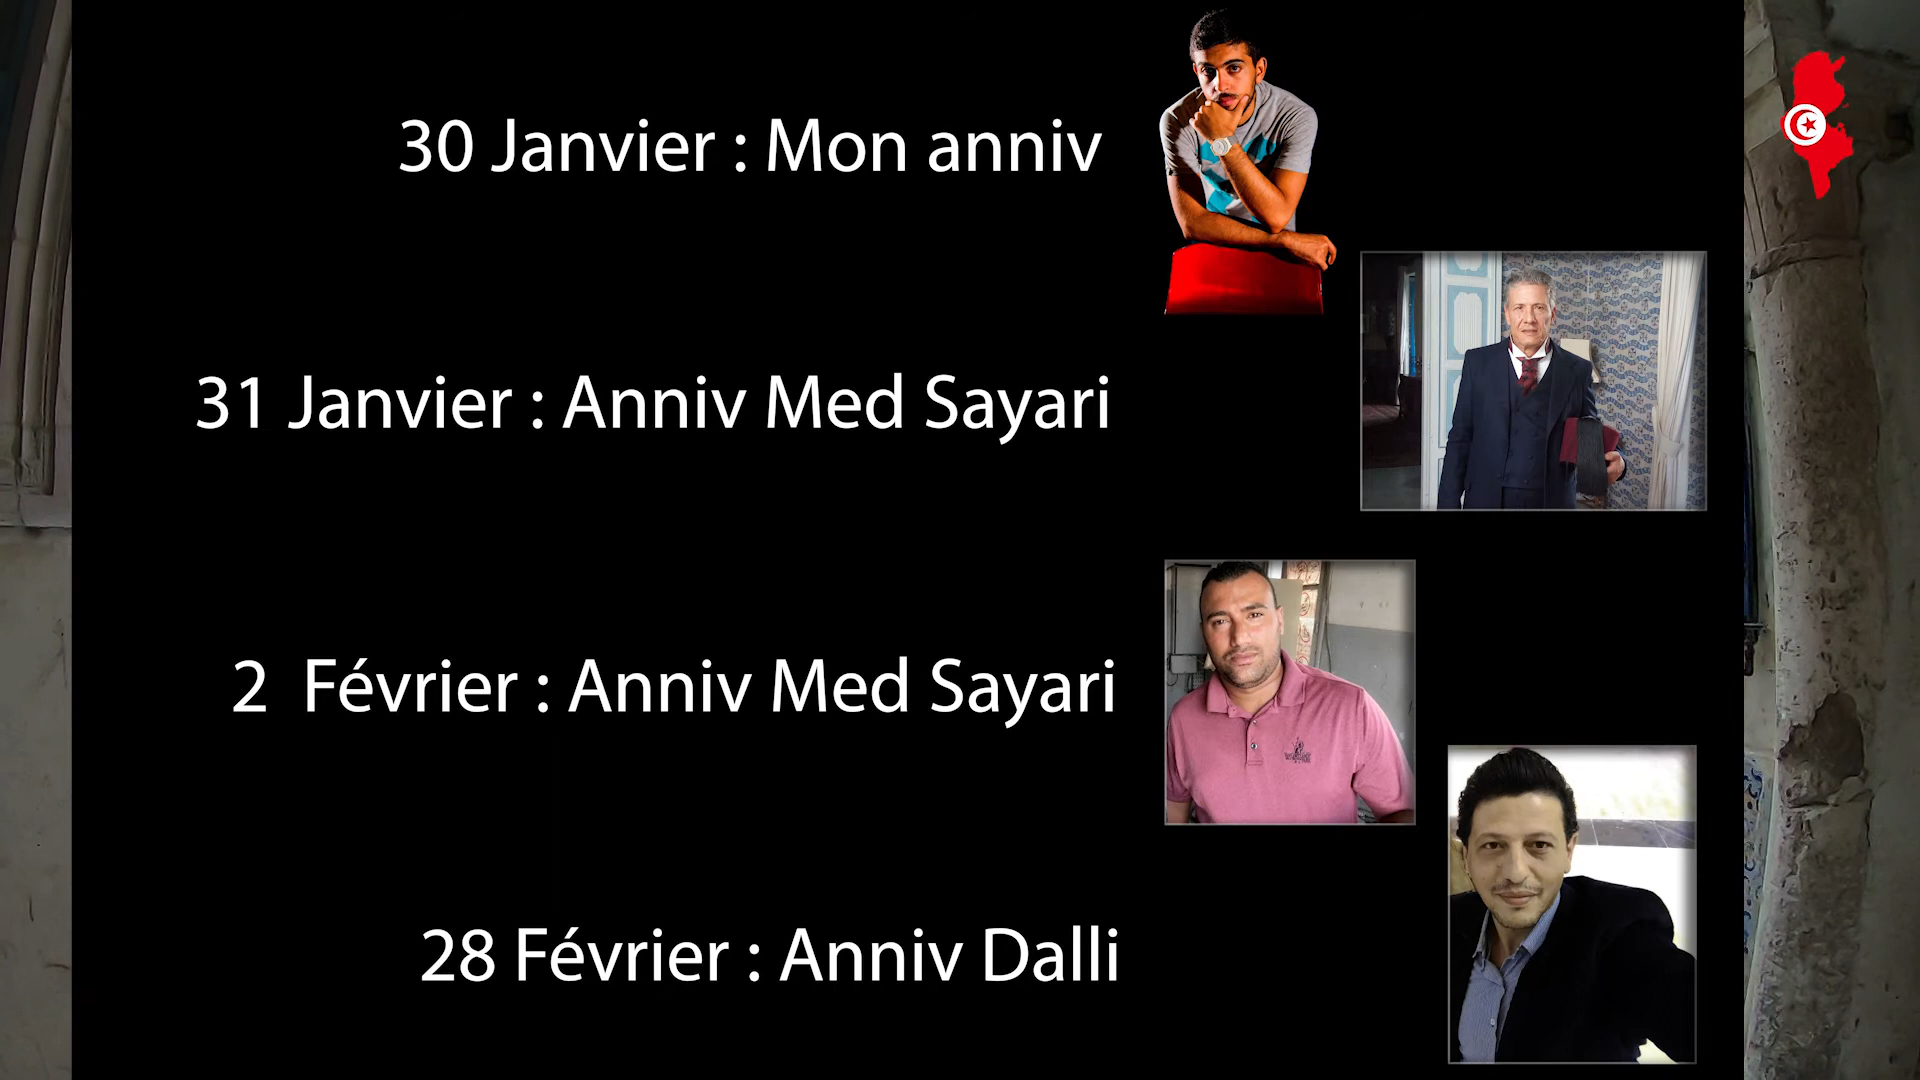 30 Janvier : Mon anniv
31 Janvier : Anniv Med Sayari
2 Février : Anniv Med Sayari
28 Février : Anniv Dalli